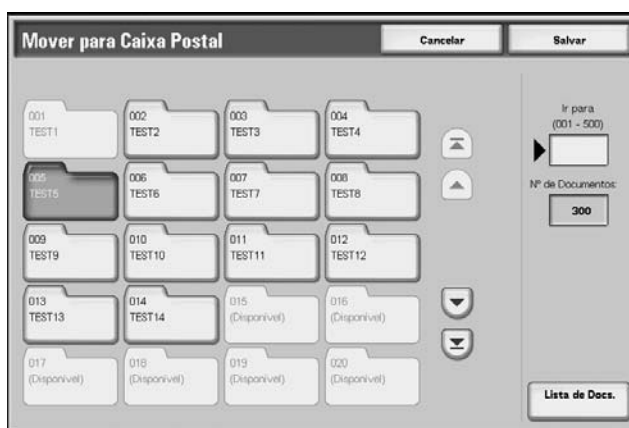 Mover para Caixa Postal
Cancelar
Salvar
001
TEST1
002
TEST2
003
TEST3
004
TEST4
005
TEST5
006
TEST6
007
TEST7
008
TEST8
009
TEST9
010
TEST10
011
TEST11
012
TEST12
013
TEST13
014
TEST14
015
(Disponível)
016
(Disponível)
017
(Disponível)
018
(Disponível)
019
(Disponível)
020
(Disponível)
Ir para
(001 - 500)
Nº de Documentos:
300
Lista de Docs.